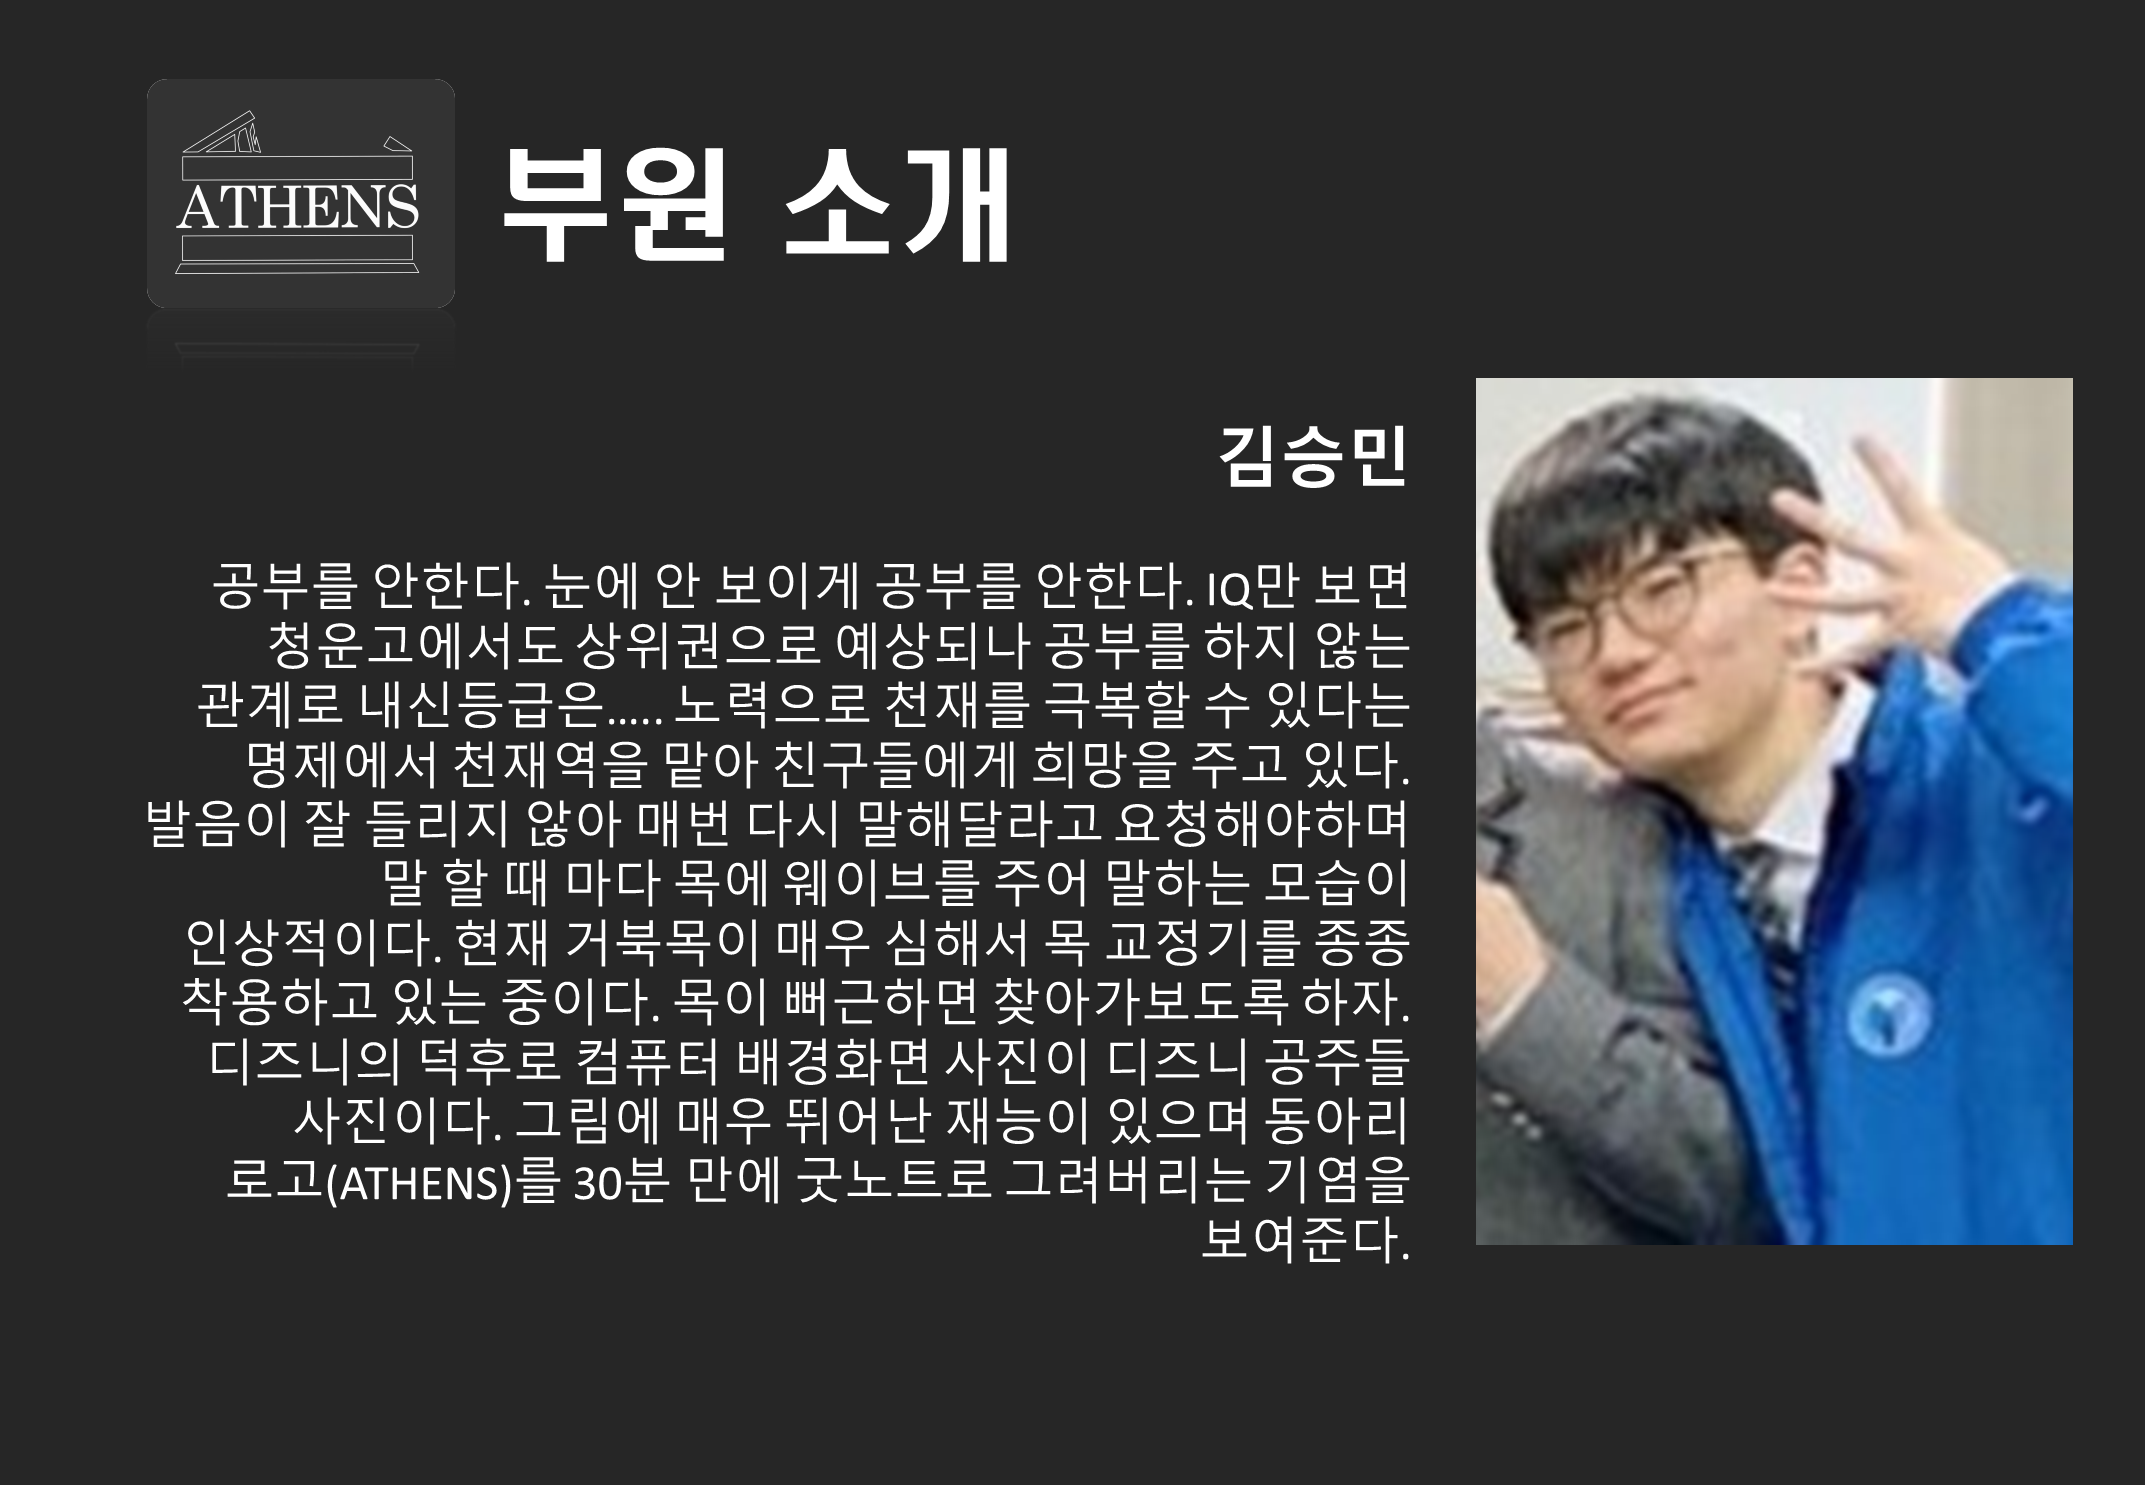 ATHENS
부원 소개
김승민
공부를 안한다. 눈에 안 보이게 공부를 안한다. IQ만 보면
청운고에서도 상위권으로 예상되나 공부를 하지 않는
관계로 내신등급은..... 노력으로 천재를 극복할 수 있다는
명제에서 천재역을 맡아 친구들에게 희망을 주고 있다.
발음이 잘 들리지 않아 매번 다시 말해달라고 요청해야하며
말 할 때 마다 목에 웨이브를 주어 말하는 모습이
인상적이다. 현재 거북목이 매우 심해서 목 교정기를 종종
착용하고 있는 중이다. 목이 뻐근하면 찾아가보도록 하자.
디즈니의 덕후로 컴퓨터 배경화면 사진이 디즈니 공주들
사진이다. 그림에 매우 뛰어난 재능이 있으며 동아리
로고(ATHENS)를 30분 만에 굿노트로 그려버리는 기염을
보여준다.